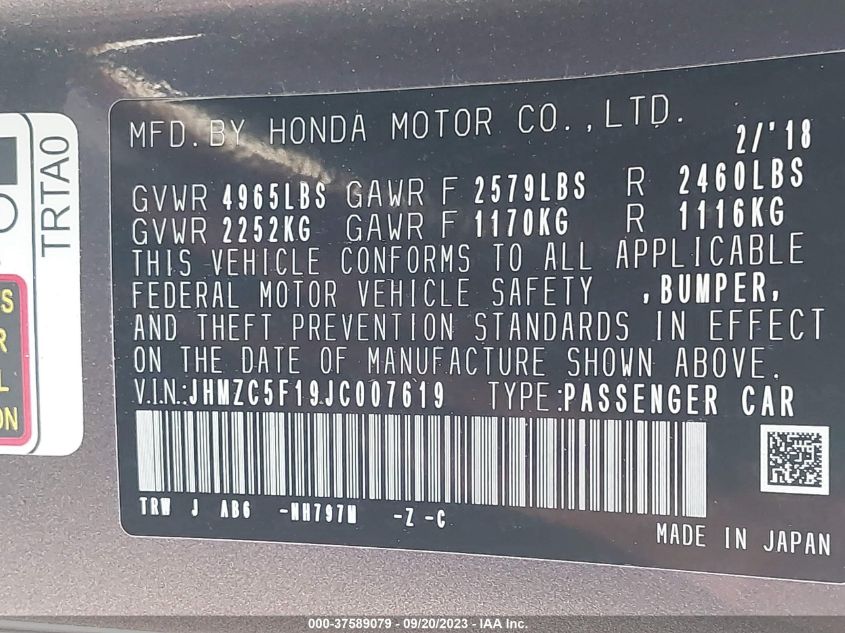 TRTA0
S
R
L
ON
MFD. BY HONDA MOTOR CO.,LTD. 2/'18
GVWR 4965LBS GAWR F 2579LBS R 2460LBS
GVWR 2252KG GAWR F 1170KG R 1116KG
THIS VEHICLE CONFORMS TO ALL APPLICABLE
FEDERAL MOTOR VEHICLE SAFETY ,BUMPER,
AND THEFT PREVENTION STANDARDS IN EFFECT
ON THE DATE OF MANUFACTURE SHOWN ABOVE.
V.I.N.:JHMZC5F19JC007619 TYPE:PASSENGER CAR
TRW J AB6 -NH797M -Z -C
MADE IN JAPAN
000-37589079 - 09/20/2023 - IAA Inc.